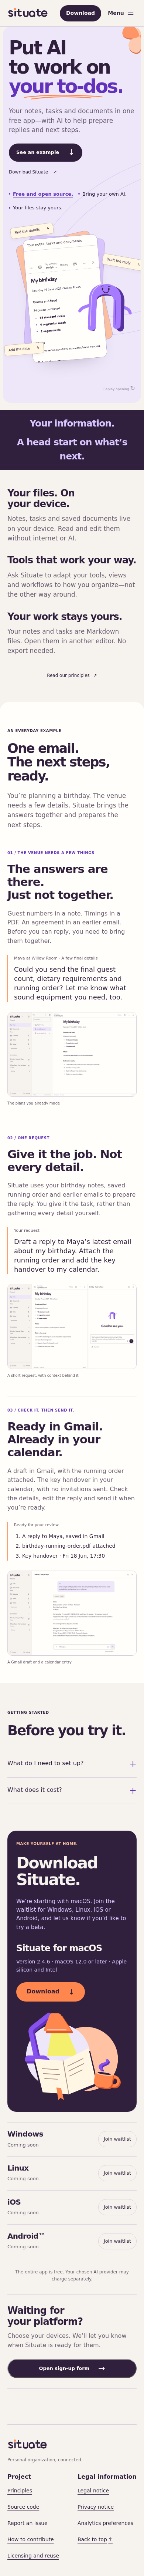 situate
Download
Menu
Put AI
to work on
your to-dos.
Your notes, tasks and documents in one
free app—with AI to help prepare
replies and next steps.
See an example
Download Situate
Free and open source.
Bring your own AI.
Your files stay yours.
Find the details
Your notes, tasks and documents.
My birthday
Draft the reply
Add the date
Your information.
A head start on what's
next.
Your files. On
your device.
Notes, tasks and saved documents live
on your device. Read and edit them
without internet or AI.
Tools that work your way.
Ask Situate to adapt your tools, views
and workflows to how you organize—not
the other way around.
Your work stays yours.
Your notes and tasks are Markdown
files. Open them in another editor. No
export needed.
Read our principles
AN EVERYDAY EXAMPLE
One email.
The next steps,
ready.
You're planning a birthday. The venue
needs a few details. Situate brings the
answers together and prepares the
next steps.
01 / THE VENUE NEEDS A FEW THINGS
The answers are
there.
Just not together.
Guest numbers in a note. Timings in a
PDF. An agreement in an earlier email.
Before you can reply, you need to bring
them together.
Maya at Willow Room · A few final details
Could you send the final guest
count, dietary requirements and
running order? Let me know what
sound equipment you need, too.
situate
My birthday
The plans you already made
02 / ONE REQUEST
Give it the job. Not
every detail.
Situate uses your birthday notes, saved
running order and earlier emails to prepare
the reply. You give it the task, rather than
gathering every detail yourself.
Your request
Draft a reply to Maya's latest email
about my birthday. Attach the
running order and add the key
handover to my calendar.
situate
My birthday
A short request, with context behind it
03 / CHECK IT, THEN SEND IT.
Ready in Gmail.
Already in your
calendar.
A draft in Gmail, with the running order
attached. The key handover in your
calendar, with no invitations sent. Check
the details, edit the reply and send it when
you're ready.
Ready for your review
1. A reply to Maya, saved in Gmail
2. birthday-running-order.pdf attached
3. Key handover · Fri 18 Jun, 17:30
situate
A Gmail draft and a calendar entry
GETTING STARTED
Before you try it.
What do I need to set up?
What does it cost?
MAKE YOURSELF AT HOME.
Download
Situate.
We're starting with macOS. Join the
waitlist for Windows, Linux, iOS or
Android, and let us know if you'd like to
try a beta.
Situate for macOS
Version 2.4.6 · macOS 12.0 or later · Apple
silicon and Intel
Download
Windows
Coming soon
Join waitlist
Linux
Coming soon
Join waitlist
iOS
Coming soon
Join waitlist
Android™
Coming soon
Join waitlist
The entire app is free. Your chosen AI provider may
charge separately.
Waiting for
your platform?
Choose your devices. We'll let you know
when Situate is ready for them.
Open sign-up form
situate
Personal organization, connected.
Project
Principles
Source code
Report an issue
How to contribute
Licensing and reuse
Legal information
Legal notice
Privacy notice
Analytics preferences
Back to top ↑